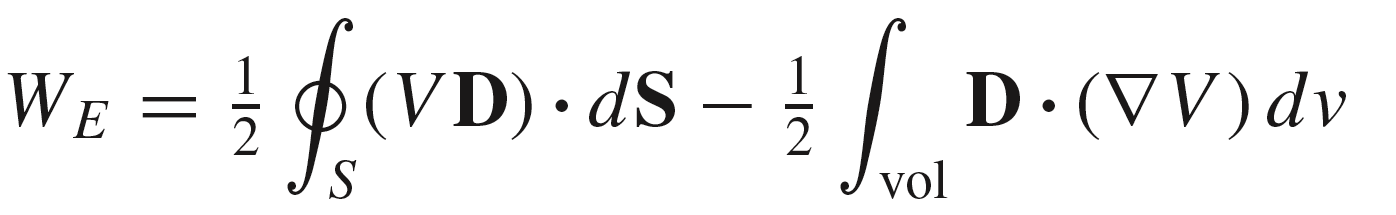 W_E = 1/2 ∮_S (V𝐃) · d𝐒 − 1/2 ∫_vol 𝐃 · (∇V) dv